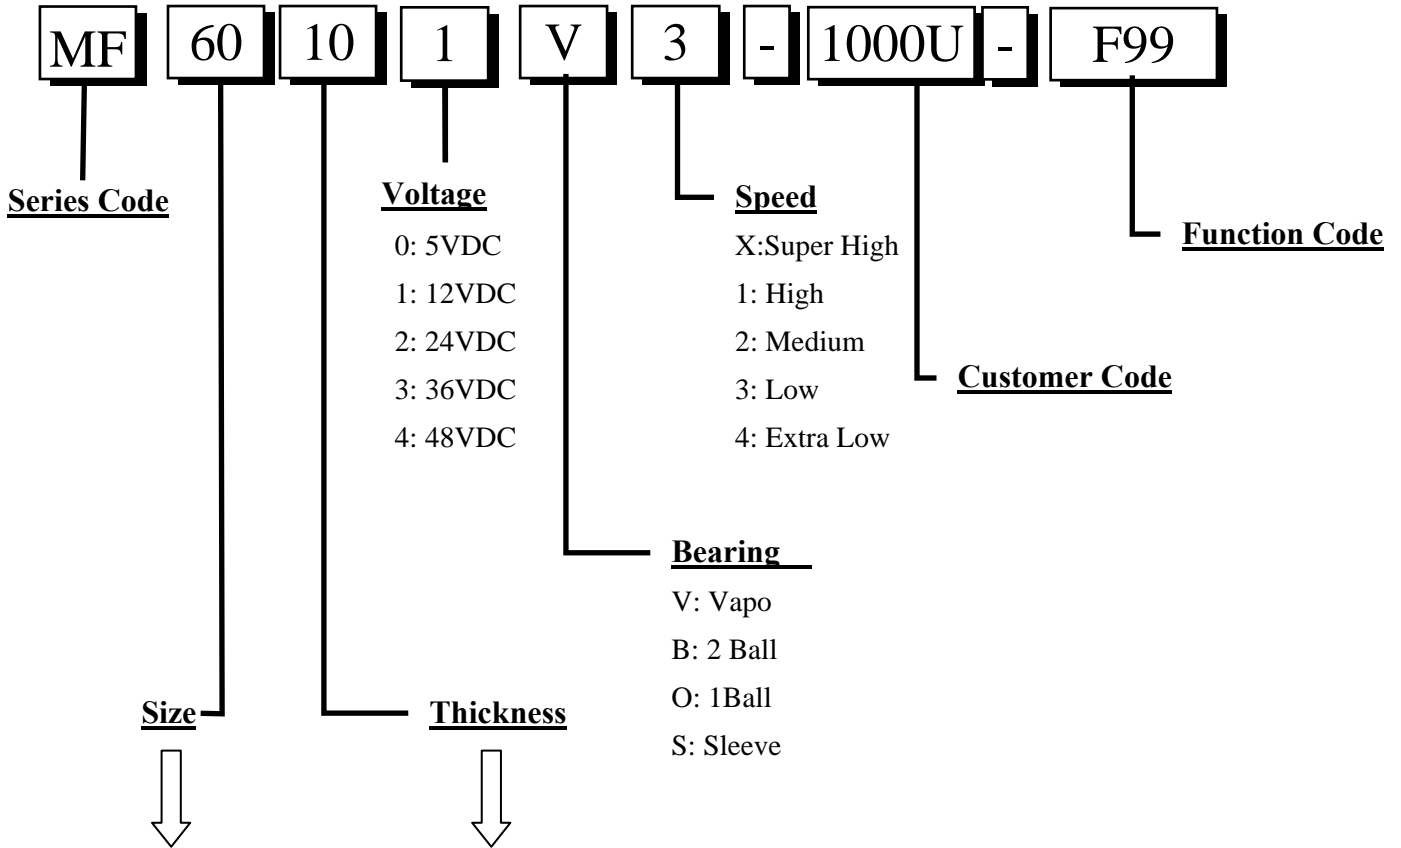 MF 60 10 1 V 3 - 1000U - F99
Series Code
Voltage
0: 5VDC
1: 12VDC
2: 24VDC
3: 36VDC
4: 48VDC
Speed
X:Super High
1: High
2: Medium
3: Low
4: Extra Low
Function Code
Customer Code
Bearing
V: Vapo
B: 2 Ball
O: 1Ball
S: Sleeve
Size
Thickness